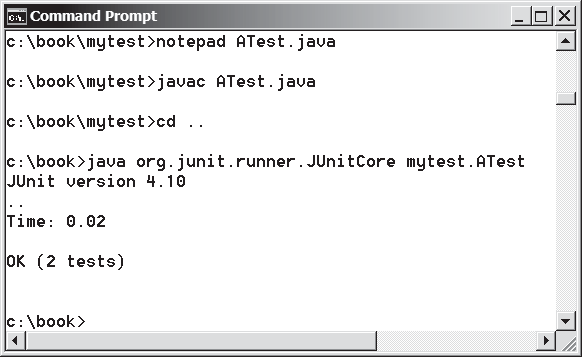 Command Prompt
c:\book\mytest>notepad ATest.java
c:\book\mytest>javac ATest.java
c:\book\mytest>cd ..
c:\book>java org.junit.runner.JUnitCore mytest.ATest
JUnit version 4.10
..
Time: 0.02
OK (2 tests)
c:\book>